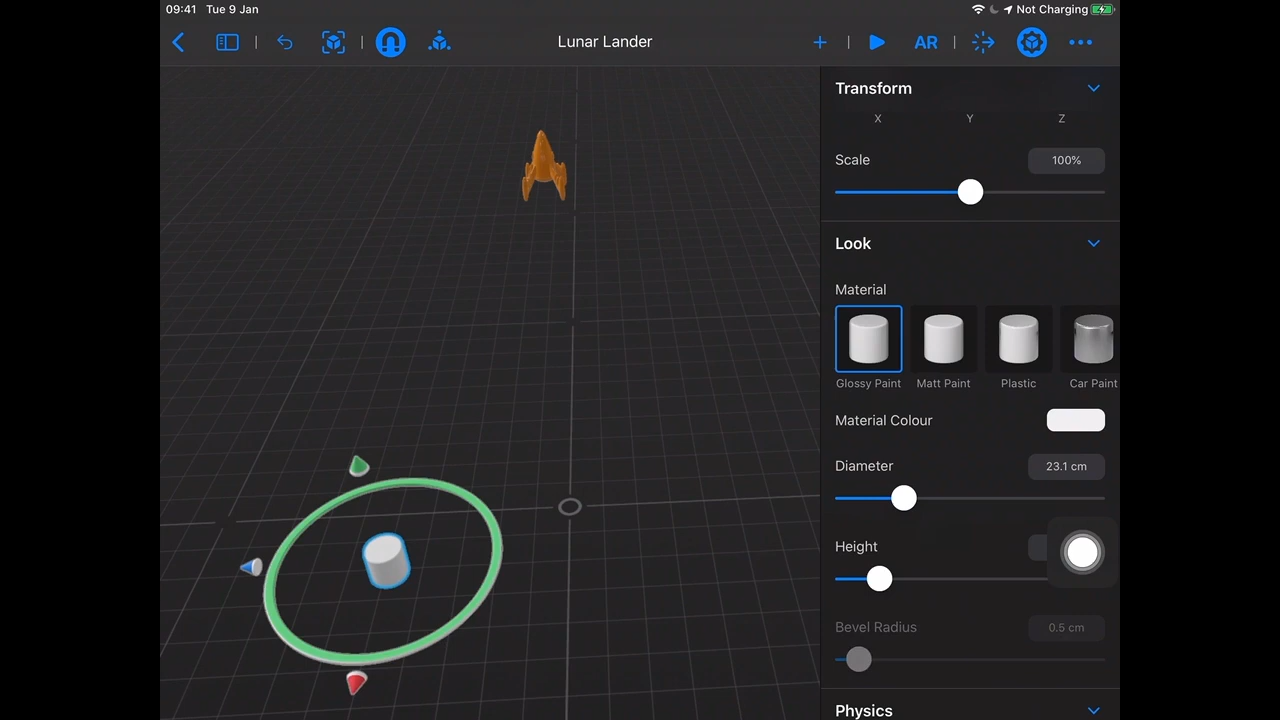 09:41 Tue 9 Jan
Not Charging
Lunar Lander
AR
Transform
X Y Z
Scale 100%
Look
Material
Glossy Paint Matt Paint Plastic Car Paint
Material Colour
Diameter 23.1 cm
Height
Bevel Radius 0.5 cm
Physics